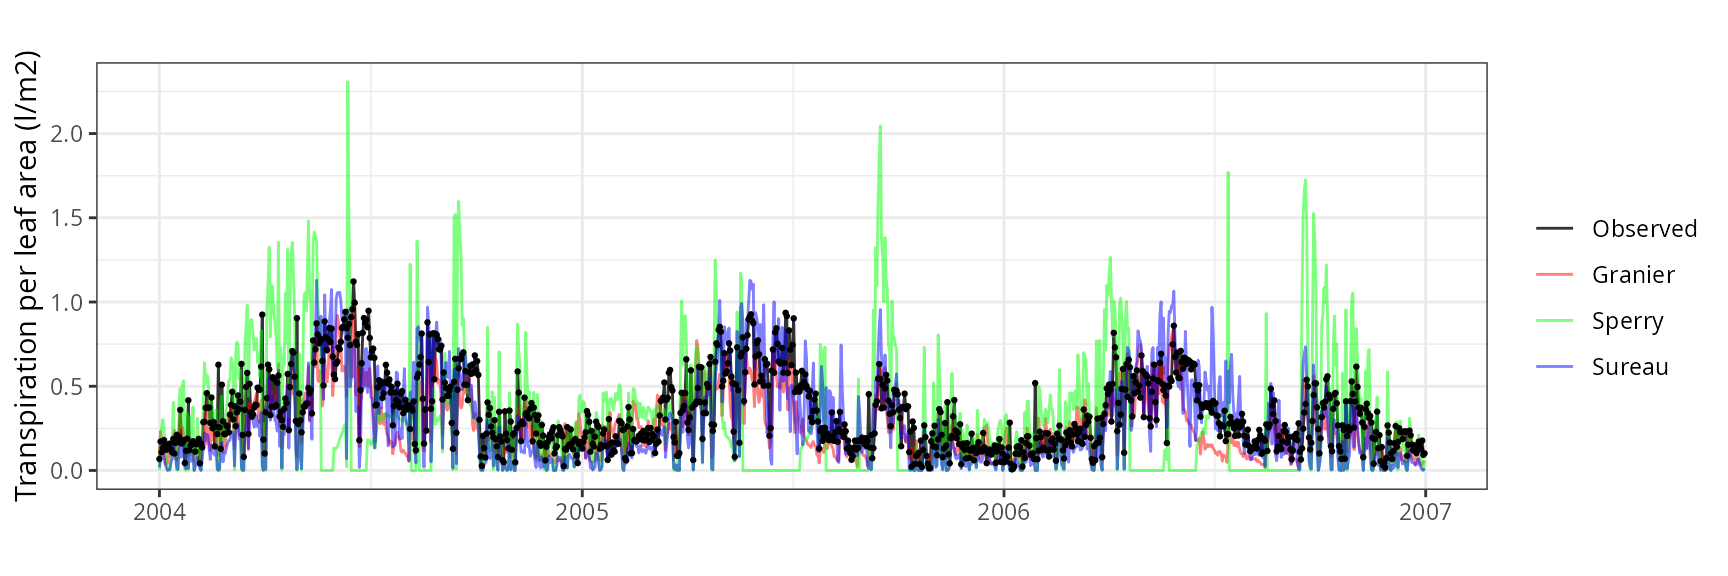 Transpiration per leaf area (l/m2)
2.0
1.5
1.0
0.5
0.0
2004
2005
2006
2007
Observed
Granier
Sperry
Sureau